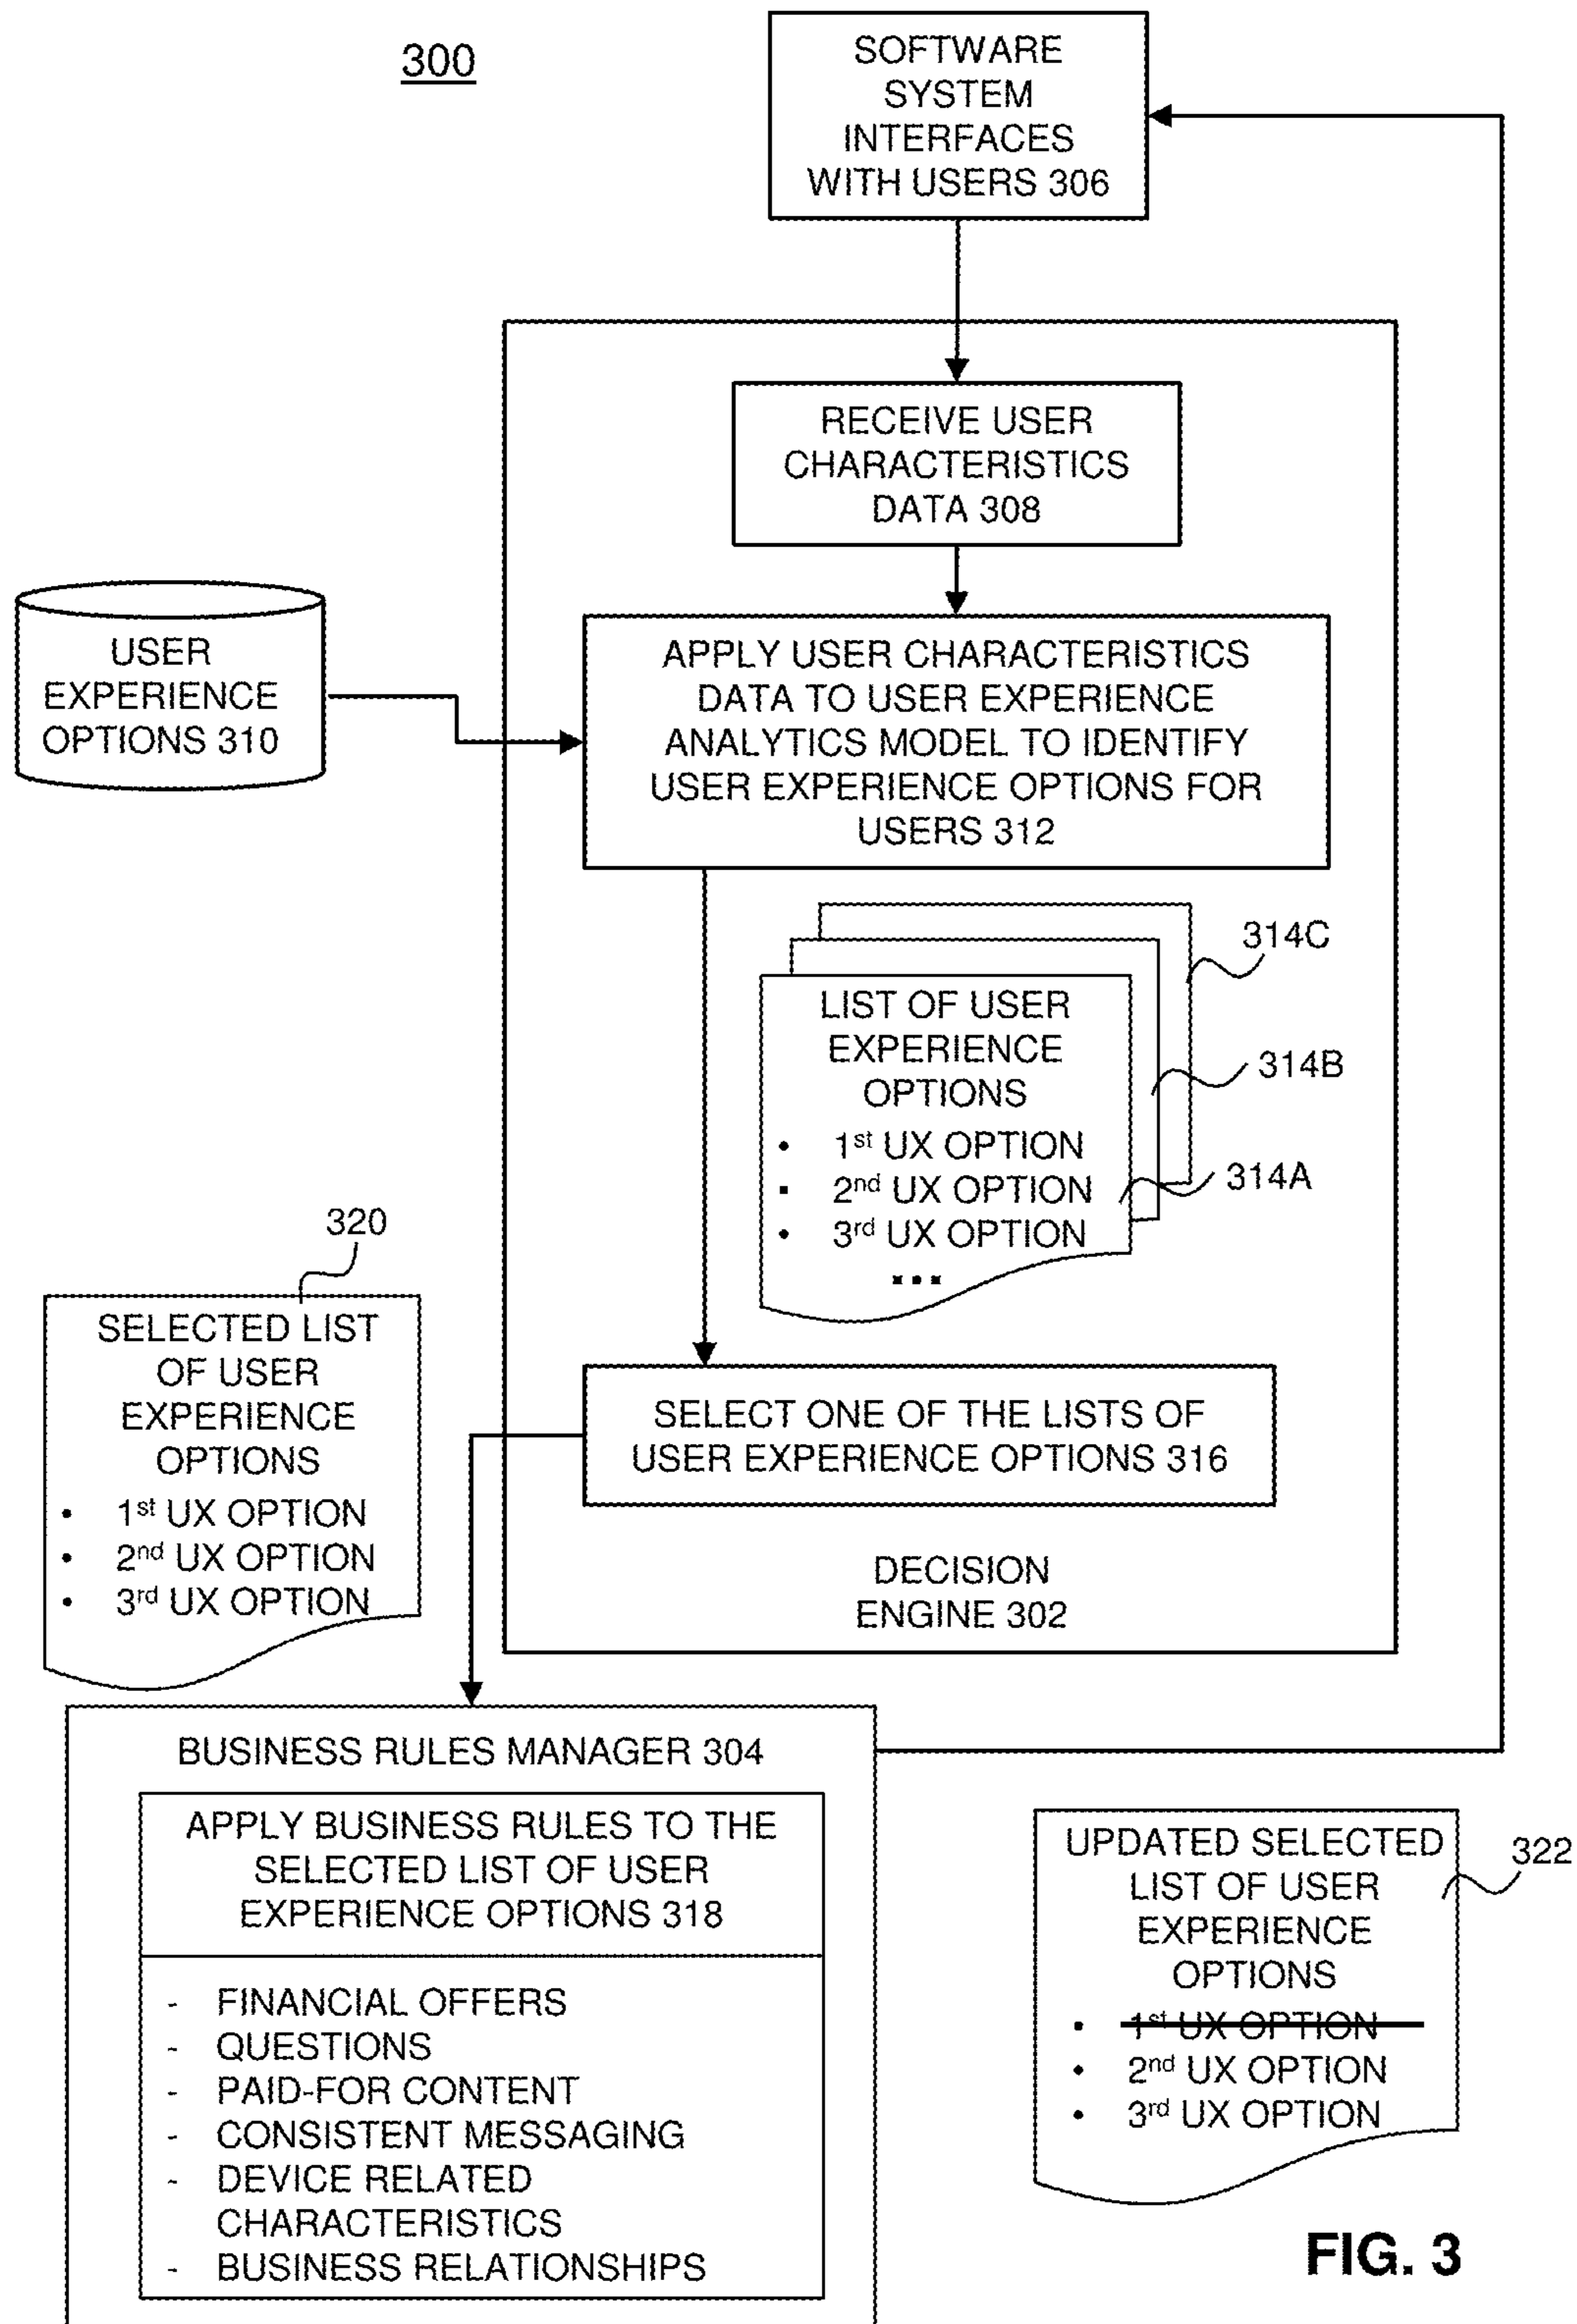 300
SOFTWARE
SYSTEM
INTERFACES
WITH USERS 306
RECEIVE USER
CHARACTERISTICS
DATA 308
USER
EXPERIENCE
OPTIONS 310
APPLY USER CHARACTERISTICS
DATA TO USER EXPERIENCE
ANALYTICS MODEL TO IDENTIFY
USER EXPERIENCE OPTIONS FOR
USERS 312
314C
314B
314A
LIST OF USER
EXPERIENCE
OPTIONS
• 1st UX OPTION
• 2nd UX OPTION
• 3rd UX OPTION
...
320
SELECTED LIST
OF USER
EXPERIENCE
OPTIONS
• 1st UX OPTION
• 2nd UX OPTION
• 3rd UX OPTION
SELECT ONE OF THE LISTS OF
USER EXPERIENCE OPTIONS 316
DECISION
ENGINE 302
BUSINESS RULES MANAGER 304
APPLY BUSINESS RULES TO THE
SELECTED LIST OF USER
EXPERIENCE OPTIONS 318
- FINANCIAL OFFERS
- QUESTIONS
- PAID-FOR CONTENT
- CONSISTENT MESSAGING
- DEVICE RELATED
CHARACTERISTICS
- BUSINESS RELATIONSHIPS
322
UPDATED SELECTED
LIST OF USER
EXPERIENCE
OPTIONS
• 1st UX OPTION
• 2nd UX OPTION
• 3rd UX OPTION
FIG. 3